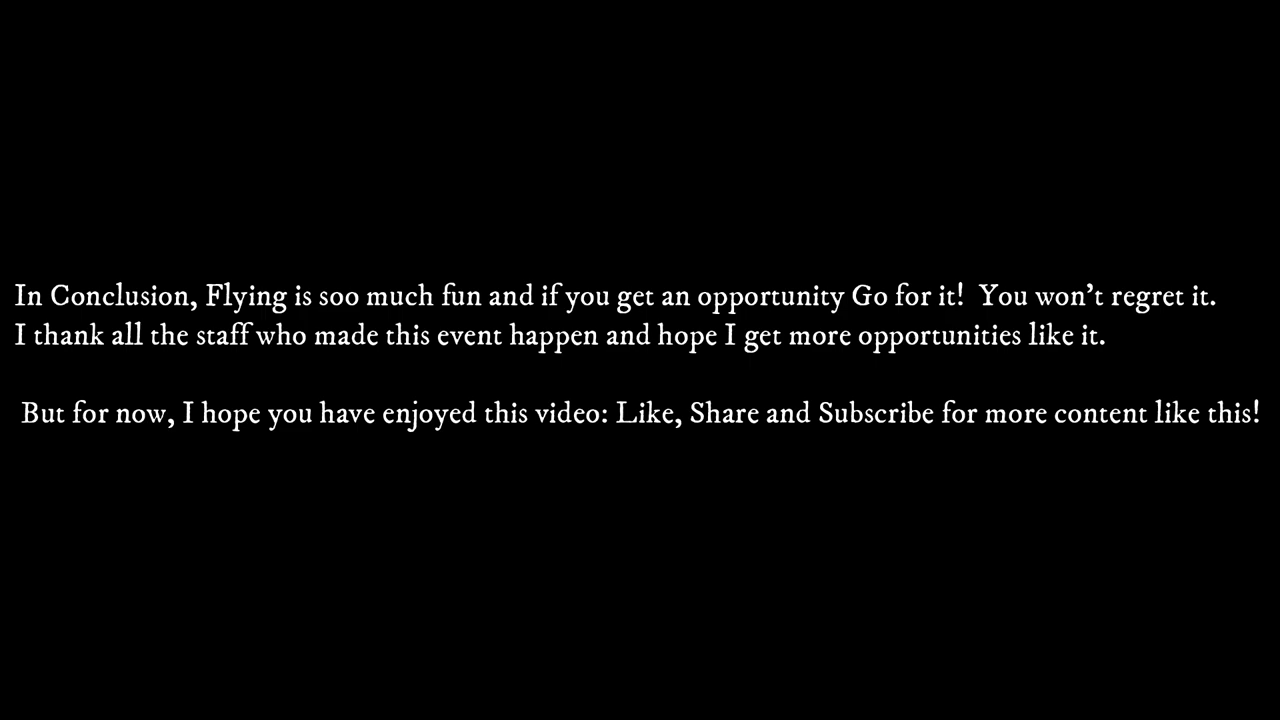 In Conclusion, Flying is soo much fun and if you get an opportunity Go for it!  You won't regret it.
I thank all the staff who made this event happen and hope I get more opportunities like it.
But for now, I hope you have enjoyed this video: Like, Share and Subscribe for more content like this!